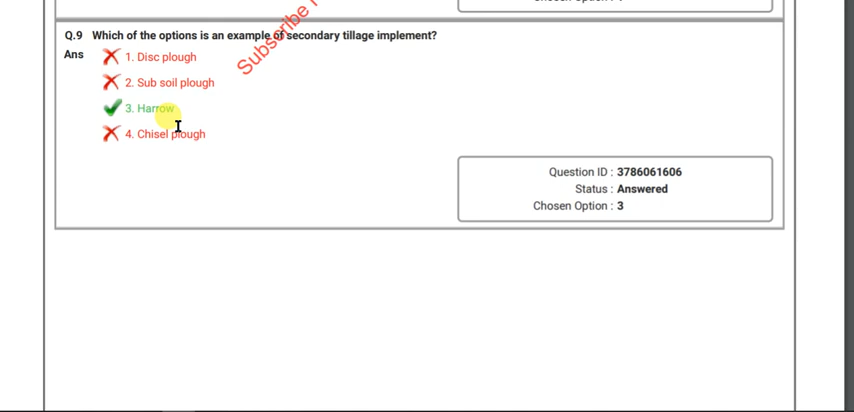 Q.9 Which of the options is an example of secondary tillage implement?
Ans 1. Disc plough
2. Sub soil plough
3. Harrow
4. Chisel plough
Subscribe
Question ID : 3786061606
Status : Answered
Chosen Option : 3